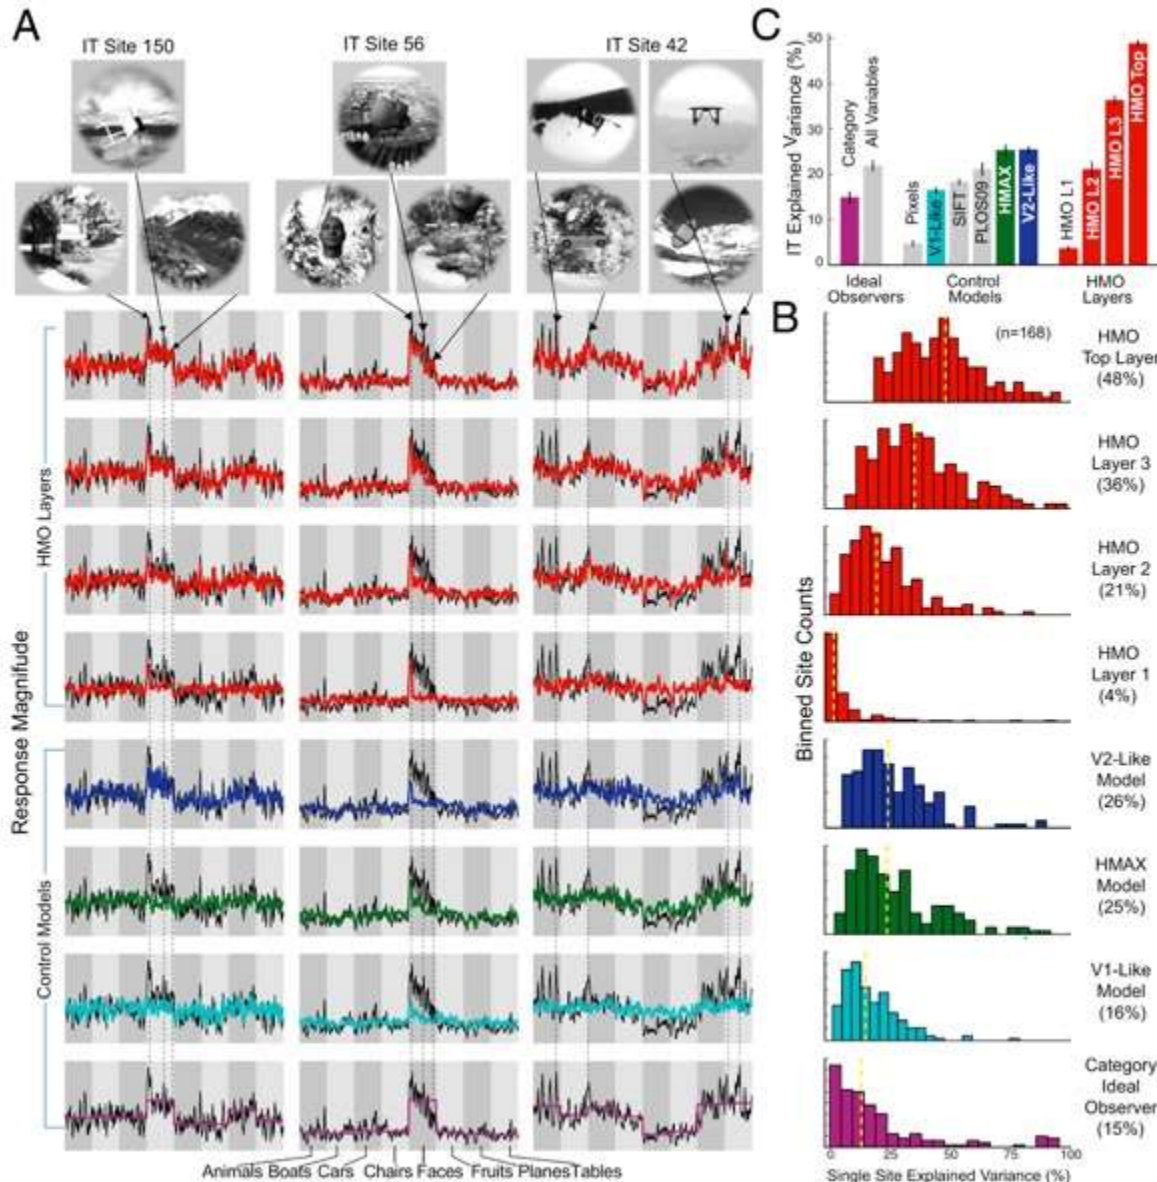 A
IT Site 150
IT Site 56
IT Site 42
HMO Layers
Response Magnifude
Control Models
Animals Boats Cars Chairs Faces Fruits Planes Tables
C
IT Explained Variance (%)
50
40
30
20
10
0
Category
All Variables
Pixels
V1-Like
SIFT
PLOS09
HMAX
V2-Like
HMO L1
HMO L2
HMO L3
HMO Top
Ideal
Observers
Control
Models
HMO
Layers
B
(n=168)
HMO
Top Layer
(48%)
HMO
Layer 3
(36%)
HMO
Layer 2
(21%)
HMO
Layer 1
(4%)
V2-Like
Model
(26%)
HMAX
Model
(25%)
V1-Like
Model
(16%)
Category
Ideal
Observer
(15%)
Binned Site Counts
0 25 50 75 100
Single Site Explained Variance (%)